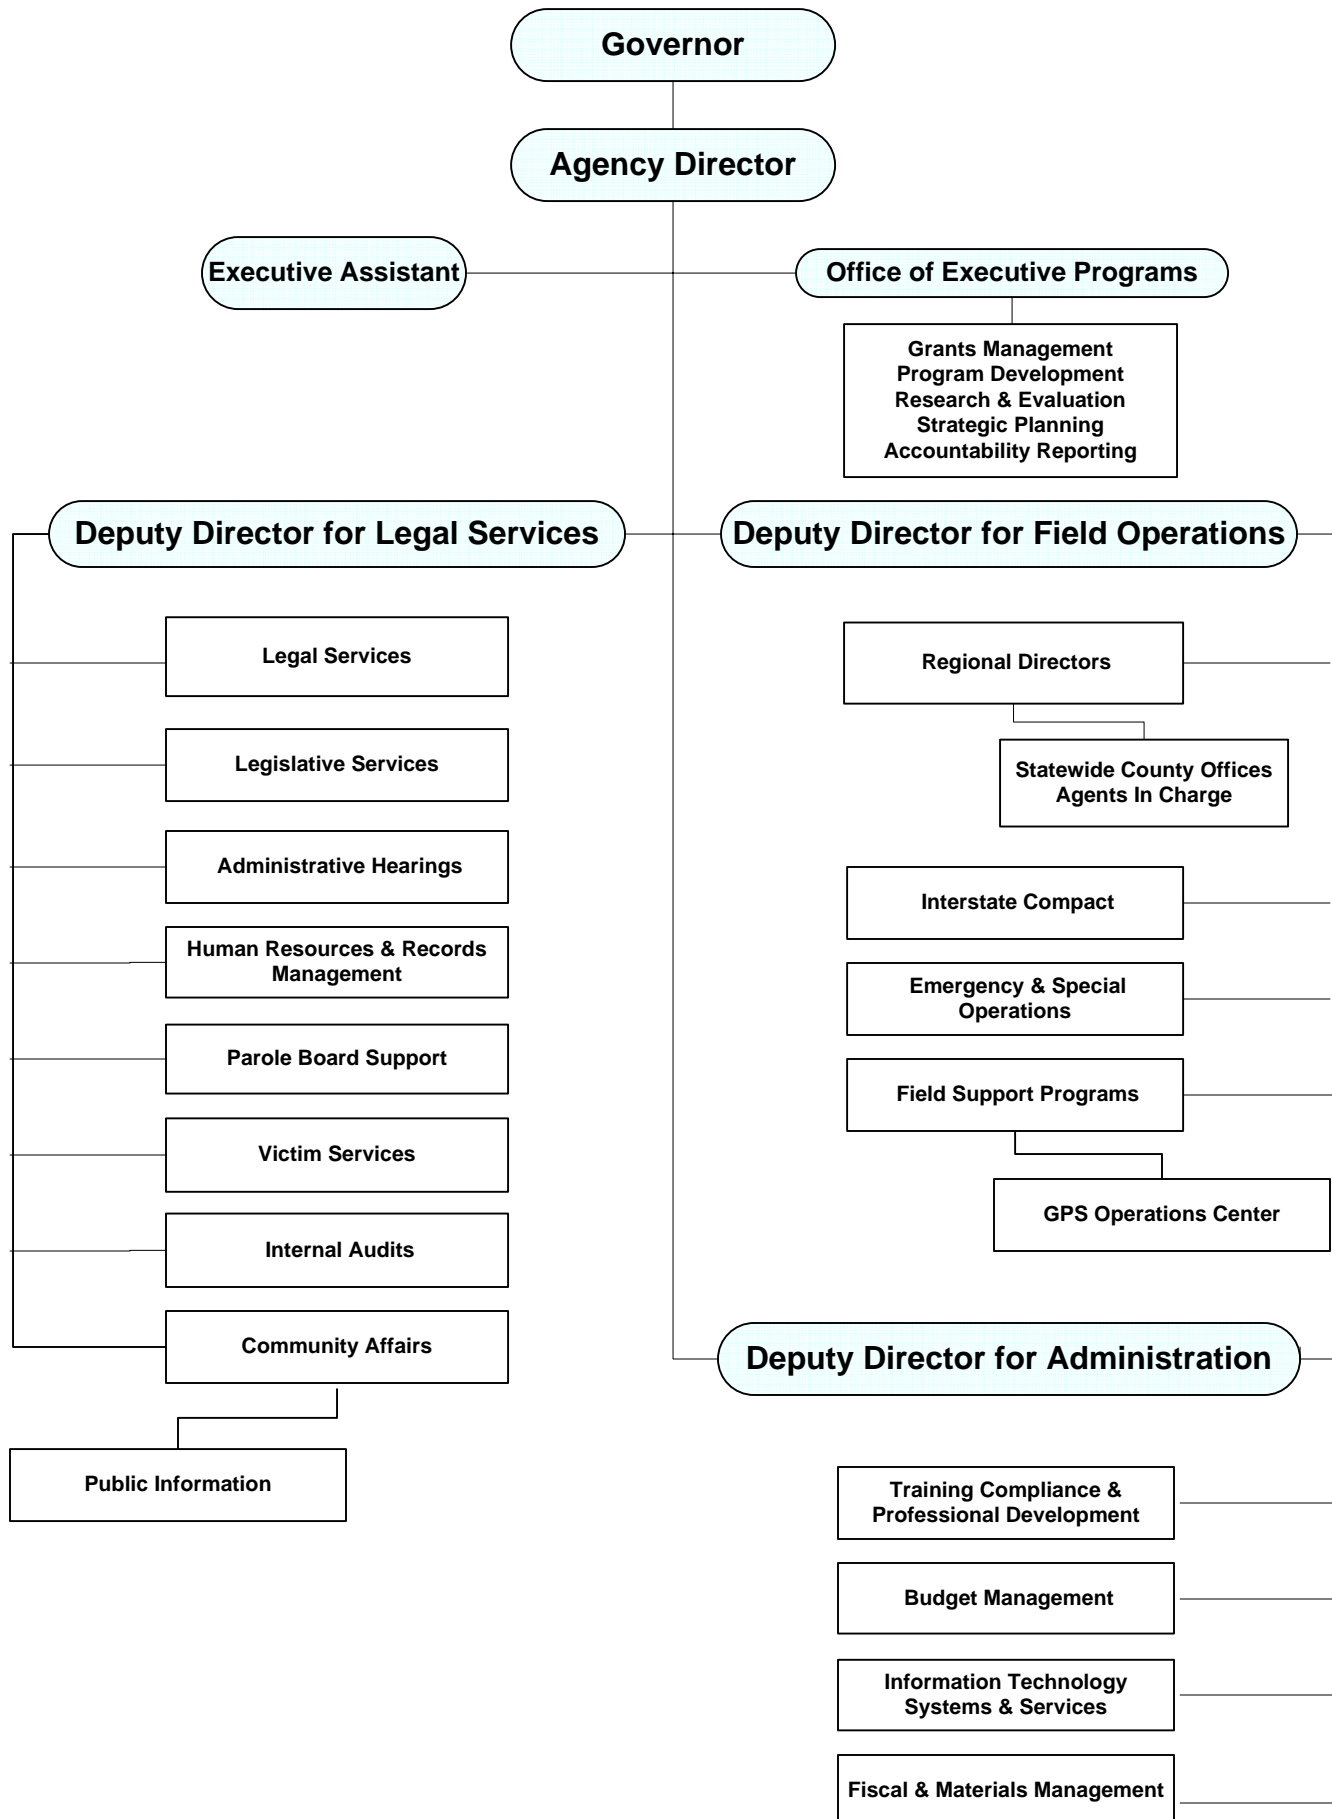 Governor
Agency Director
Executive Assistant
Office of Executive Programs
Grants Management
Program Development
Research & Evaluation
Strategic Planning
Accountability Reporting
Deputy Director for Legal Services
Deputy Director for Field Operations
Legal Services
Legislative Services
Administrative Hearings
Human Resources & Records
Management
Parole Board Support
Victim Services
Internal Audits
Community Affairs
Public Information
Regional Directors
Statewide County Offices
Agents In Charge
Interstate Compact
Emergency & Special
Operations
Field Support Programs
GPS Operations Center
Deputy Director for Administration
Training Compliance &
Professional Development
Budget Management
Information Technology
Systems & Services
Fiscal & Materials Management